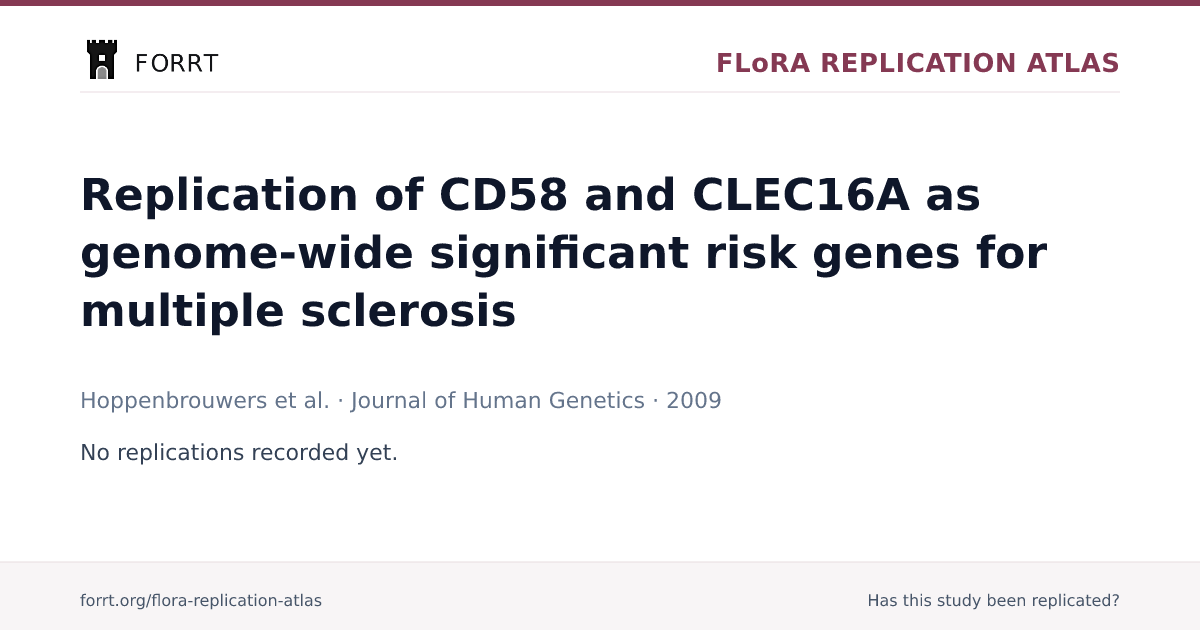 FORRT
FLoRA REPLICATION ATLAS
Replication of CD58 and CLEC16A as
genome-wide significant risk genes for
multiple sclerosis
Hoppenbrouwers et al. · Journal of Human Genetics · 2009
No replications recorded yet.
forrt.org/flora-replication-atlas
Has this study been replicated?